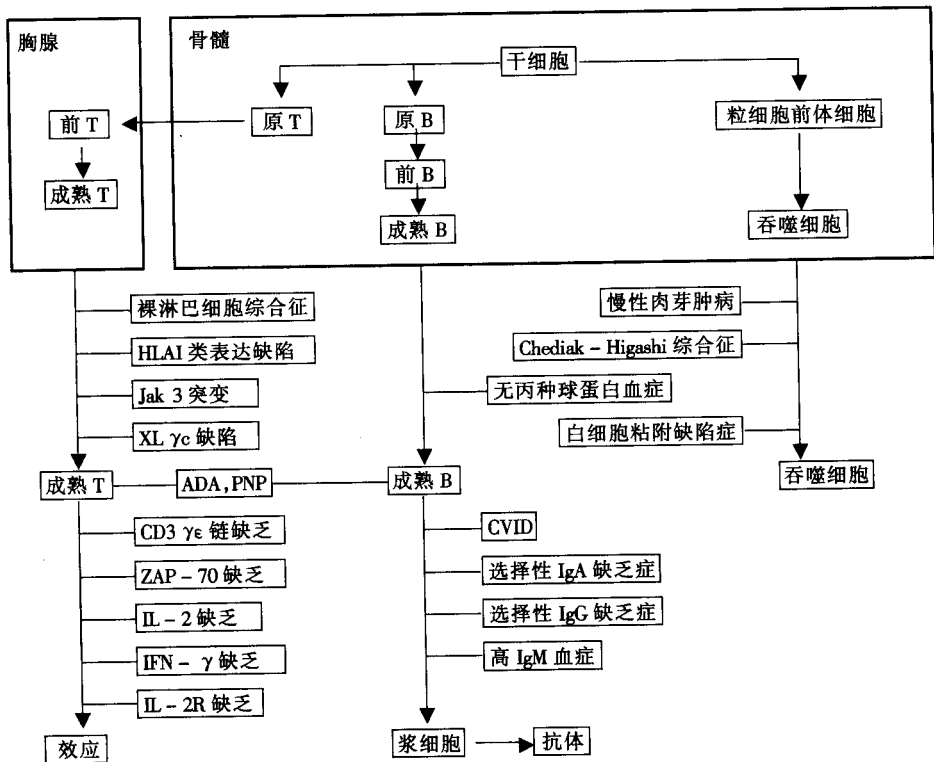 胸腺
骨髓
干细胞
前 T
原 T
原 B
粒细胞前体细胞
成熟 T
前 B
成熟 B
吞噬细胞
裸淋巴细胞综合征
HLAI 类表达缺陷
Jak 3 突变
XL γc 缺陷
无丙种球蛋白血症
慢性肉芽肿病
Chediak - Higashi 综合征
白细胞粘附缺陷症
成熟 T
ADA,PNP
成熟 B
吞噬细胞
CD3 γε 链缺乏
ZAP - 70 缺乏
IL - 2 缺乏
IFN - γ 缺乏
IL - 2R 缺乏
CVID
选择性 IgA 缺乏症
选择性 IgG 缺乏症
高 IgM 血症
效应
浆细胞
抗体